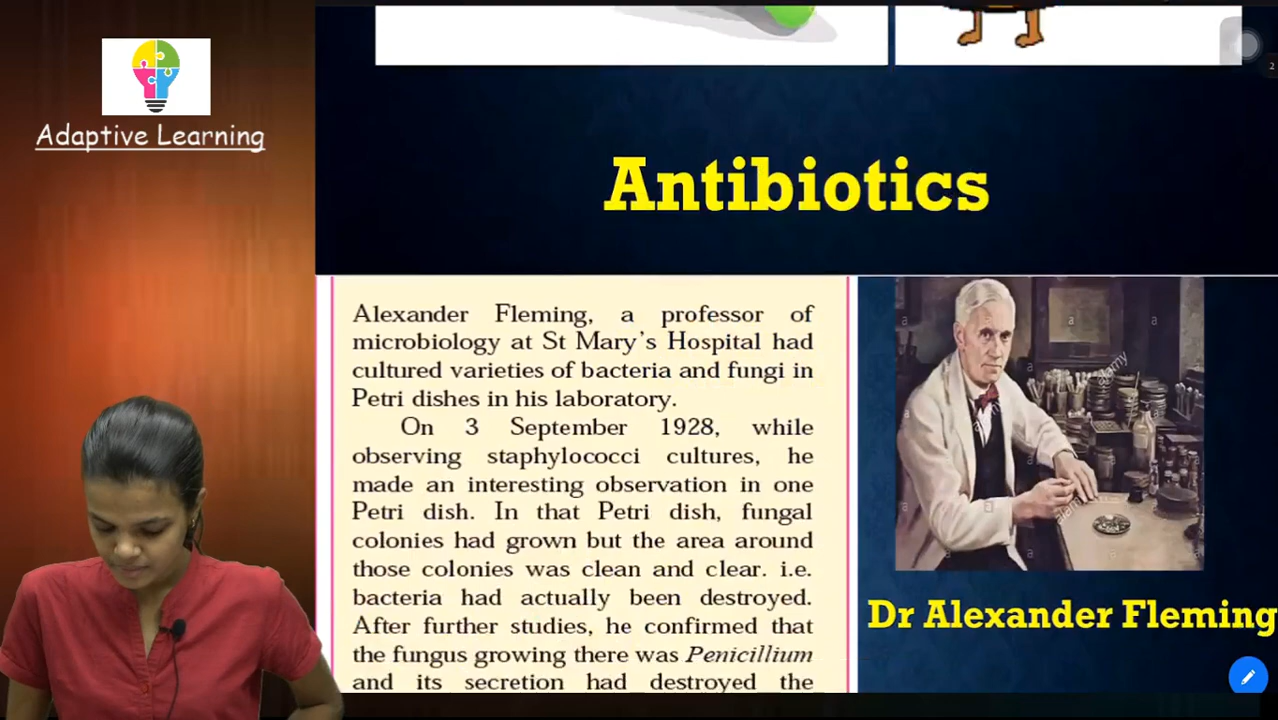 Adaptive Learning
2
Antibiotics
Alexander Fleming, a professor of
microbiology at St Mary's Hospital had
cultured varieties of bacteria and fungi in
Petri dishes in his laboratory.
On 3 September 1928, while
observing staphylococci cultures, he
made an interesting observation in one
Petri dish. In that Petri dish, fungal
colonies had grown but the area around
those colonies was clean and clear. i.e.
bacteria had actually been destroyed.
After further studies, he confirmed that
the fungus growing there was Penicillium
and its secretion had destroyed the
a
a
a
alamy
a
a
alamy
a
a
a
a
Dr Alexander Fleming